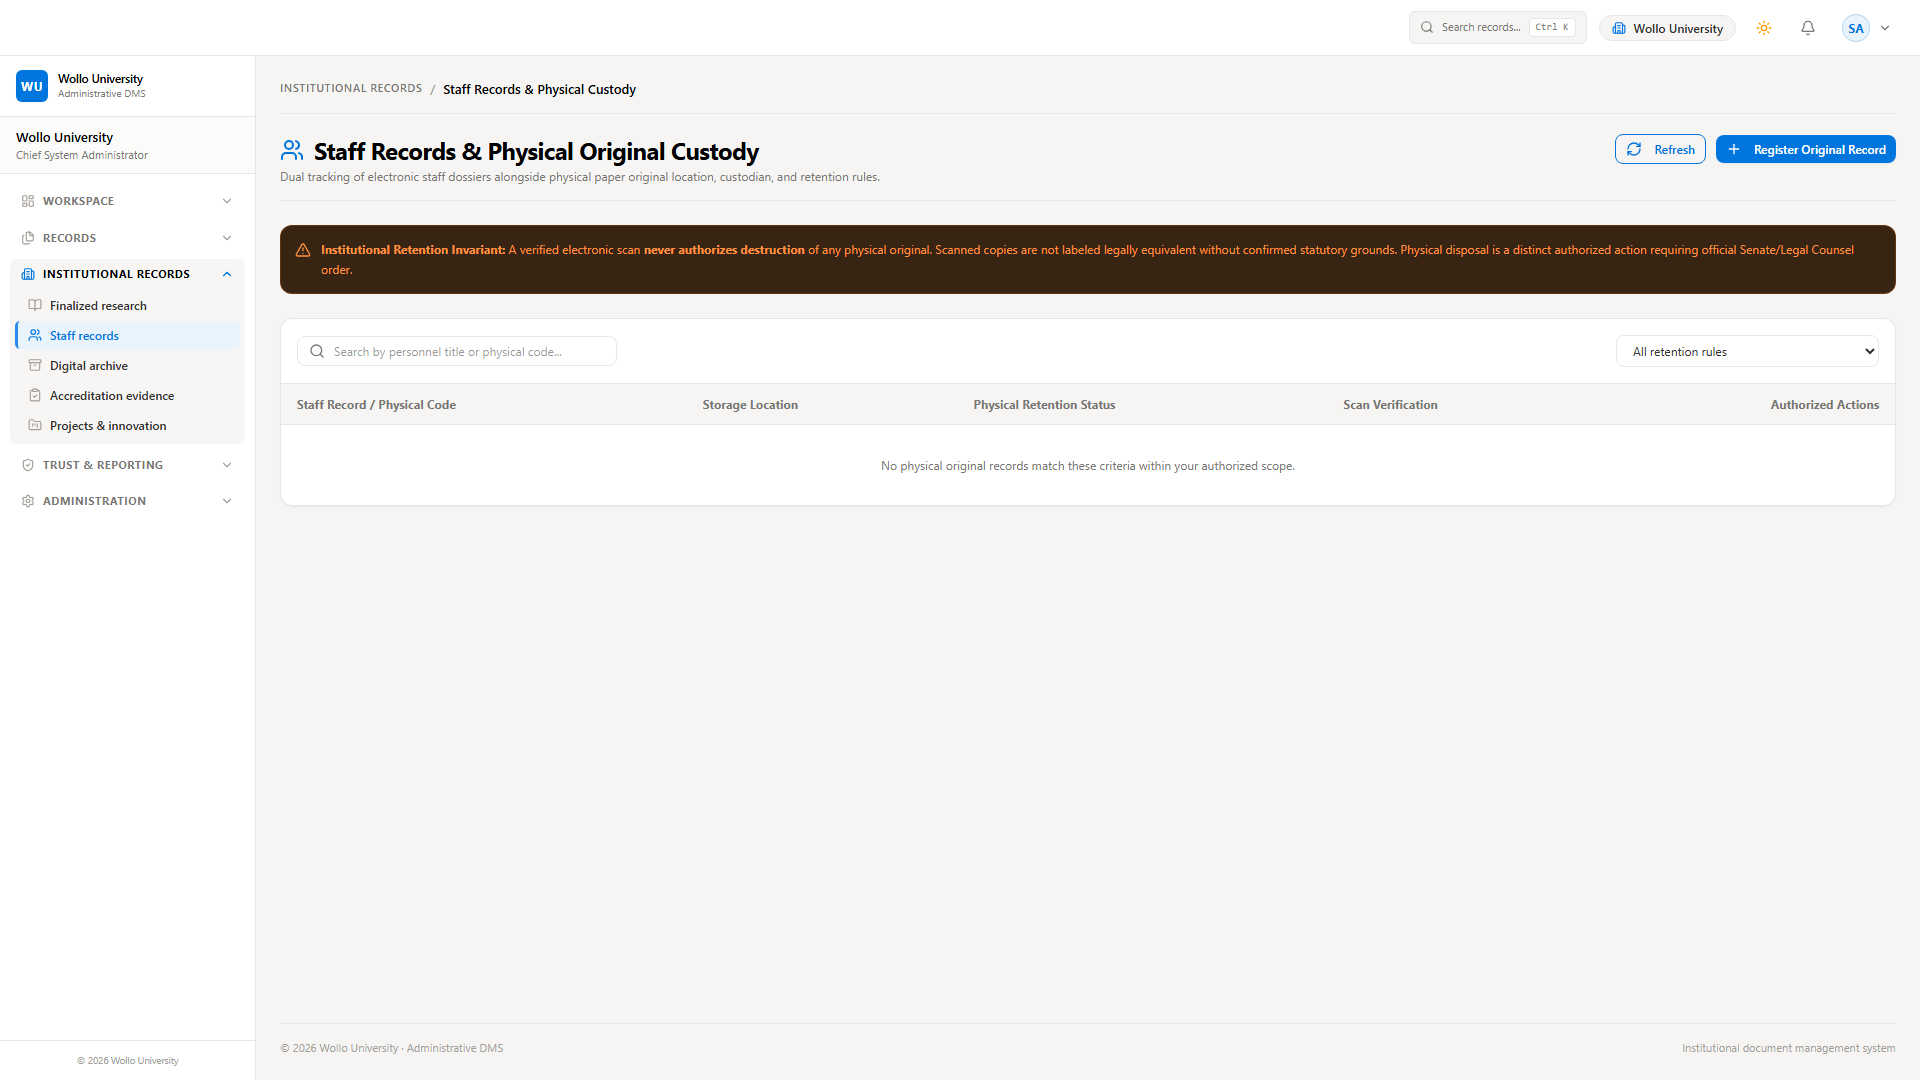 Search records... Ctrl K
Wollo University
SA
WU
Wollo University
Administrative DMS
Wollo University
Chief System Administrator
WORKSPACE
RECORDS
INSTITUTIONAL RECORDS
Finalized research
Staff records
Digital archive
Accreditation evidence
Projects & innovation
TRUST & REPORTING
ADMINISTRATION
© 2026 Wollo University
INSTITUTIONAL RECORDS / Staff Records & Physical Custody
Staff Records & Physical Original Custody
Dual tracking of electronic staff dossiers alongside physical paper original location, custodian, and retention rules.
Refresh
Register Original Record
Institutional Retention Invariant: A verified electronic scan never authorizes destruction of any physical original. Scanned copies are not labeled legally equivalent without confirmed statutory grounds. Physical disposal is a distinct authorized action requiring official Senate/Legal Counsel
order.
Search by personnel title or physical code...
All retention rules
Staff Record / Physical Code Storage Location Physical Retention Status Scan Verification Authorized Actions
No physical original records match these criteria within your authorized scope.
© 2026 Wollo University · Administrative DMS
Institutional document management system